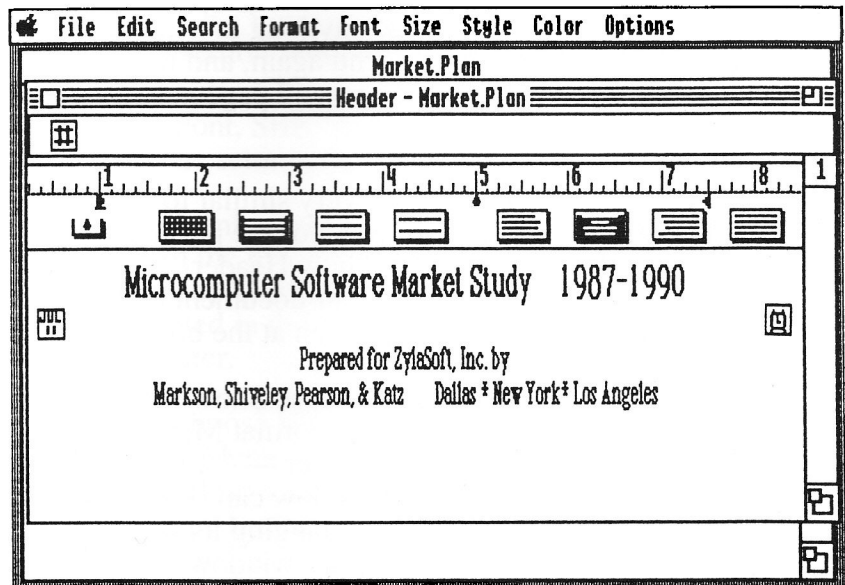 File Edit Search Format Font Size Style Color Options
Market.Plan
Header - Market.Plan
#
1 2 3 4 5 6 7 8
1
Microcomputer Software Market Study 1987-1990
JUL
11
Prepared for ZylaSoft, Inc. by
Markson, Shiveley, Pearson, & Katz Dallas * New York* Los Angeles